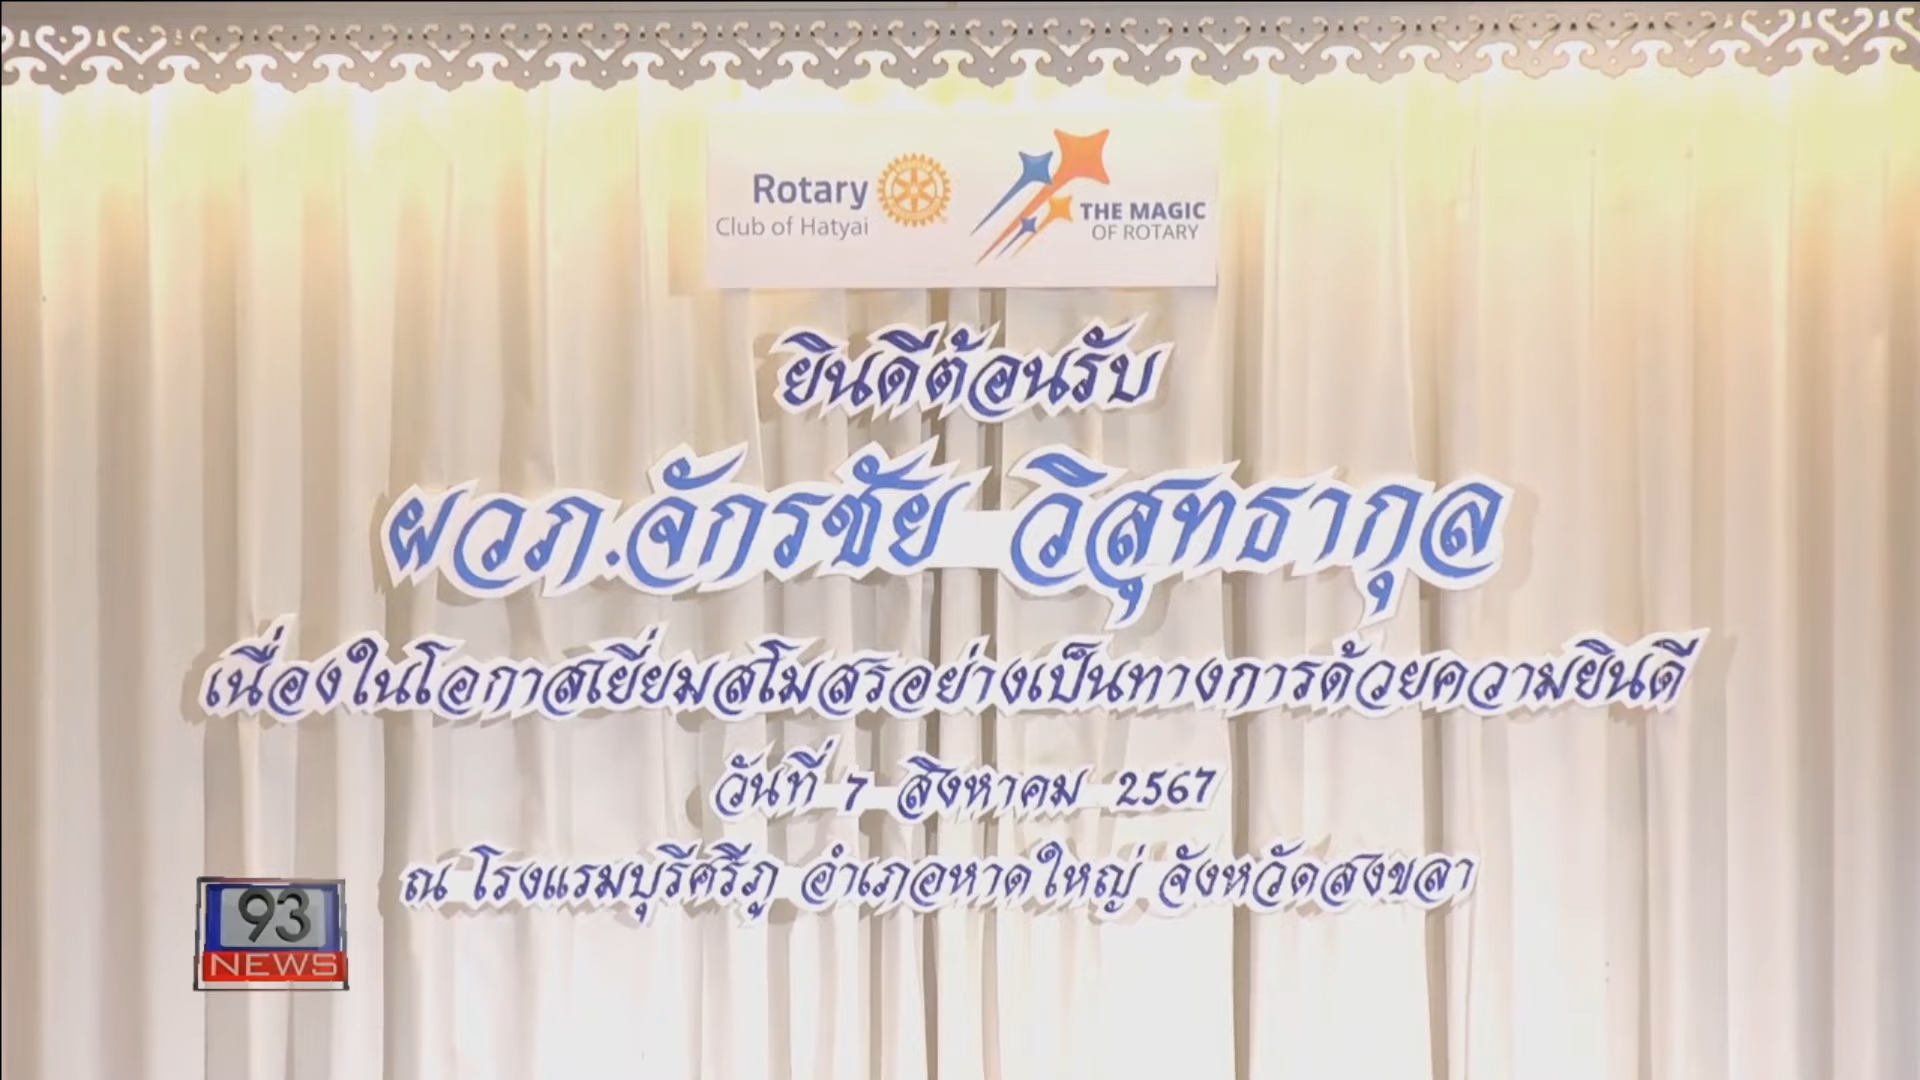 Rotary
Club of Hatyai
THE MAGIC
OF ROTARY
ยินดีต้อนรับ
ผวภ.จักรชัย วิสุทธากุล
เนื่องในโอกาสเยี่ยมสโมสรอย่างเป็นทางการด้วยความยินดี
วันที่ 7 สิงหาคม 2567
ณ โรงแรมบุรีศรีภู อำเภอหาดใหญ่ จังหวัดสงขลา
93
NEWS